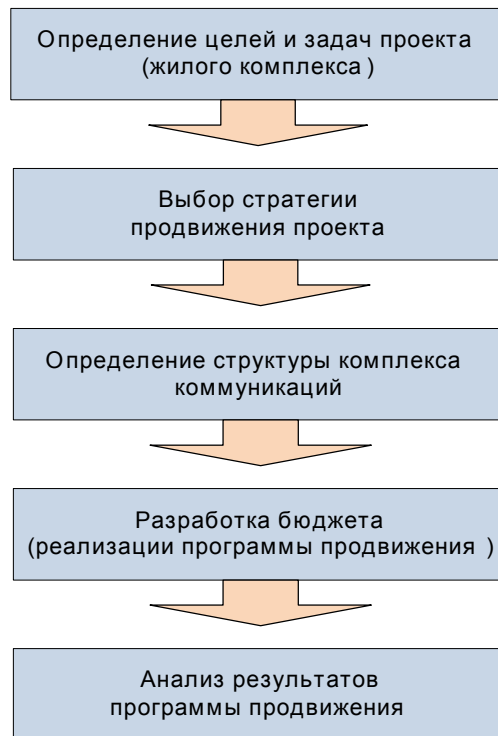 Определение целей и задач проекта
(жилого комплекса )
Выбор стратегии
продвижения проекта
Определение структуры комплекса
коммуникаций
Разработка бюджета
(реализации программы продвижения )
Анализ результатов
программы продвижения